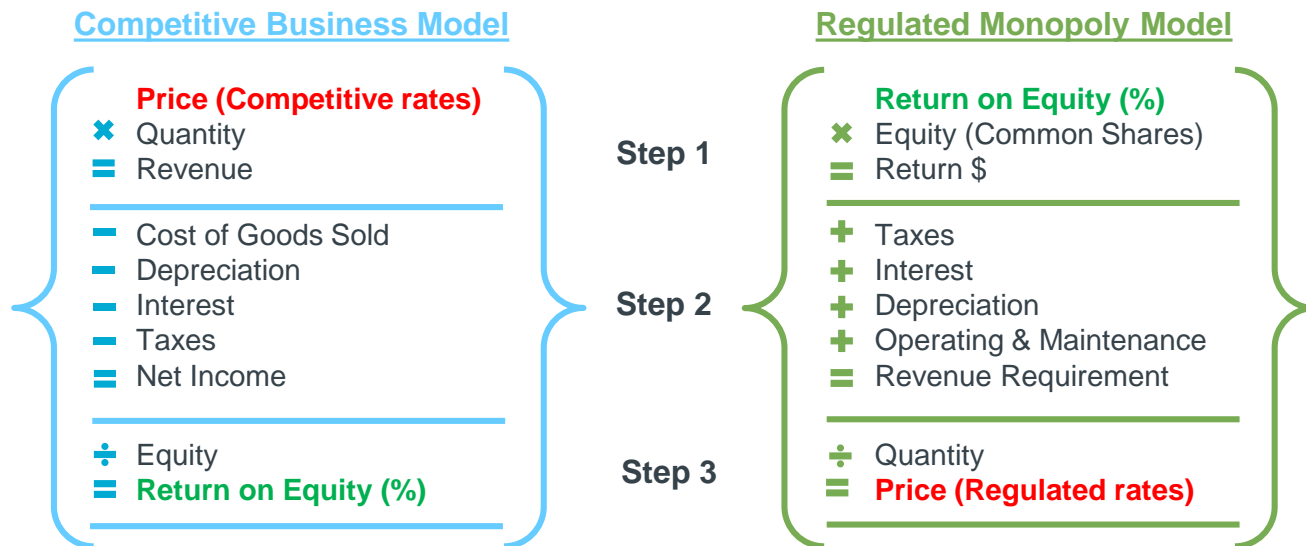 Competitive Business Model
Price (Competitive rates)
✖ Quantity
= Revenue
− Cost of Goods Sold
− Depreciation
− Interest
− Taxes
= Net Income
÷ Equity
= Return on Equity (%)
Step 1
Step 2
Step 3
Regulated Monopoly Model
Return on Equity (%)
✖ Equity (Common Shares)
= Return $
+ Taxes
+ Interest
+ Depreciation
+ Operating & Maintenance
= Revenue Requirement
÷ Quantity
= Price (Regulated rates)